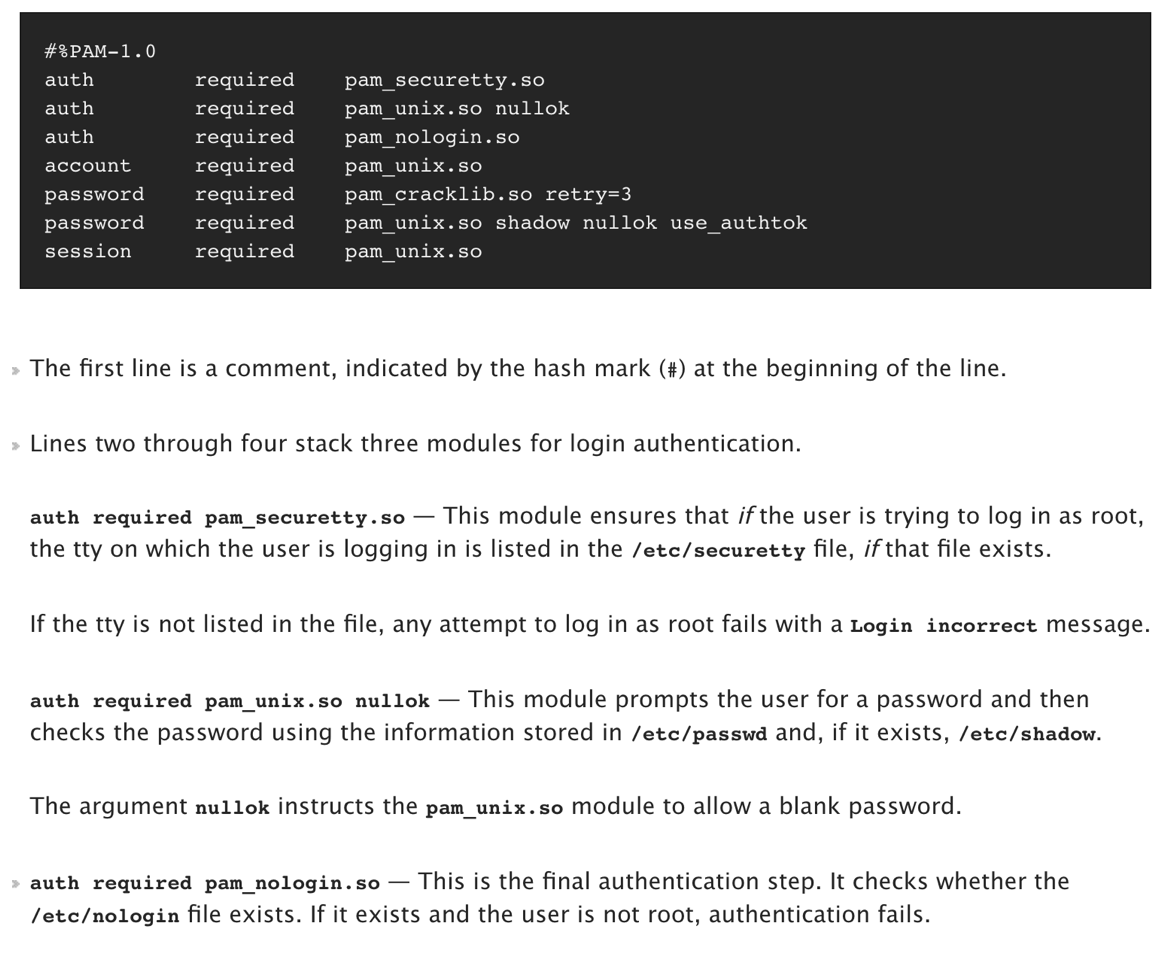 #%PAM-1.0
auth required pam_securetty.so
auth required pam_unix.so nullok
auth required pam_nologin.so
account required pam_unix.so
password required pam_cracklib.so retry=3
password required pam_unix.so shadow nullok use_authtok
session required pam_unix.so
» The first line is a comment, indicated by the hash mark (#) at the beginning of the line.
» Lines two through four stack three modules for login authentication.
auth required pam_securetty.so — This module ensures that if the user is trying to log in as root,
the tty on which the user is logging in is listed in the /etc/securetty file, if that file exists.
If the tty is not listed in the file, any attempt to log in as root fails with a Login incorrect message.
auth required pam_unix.so nullok — This module prompts the user for a password and then
checks the password using the information stored in /etc/passwd and, if it exists, /etc/shadow.
The argument nullok instructs the pam_unix.so module to allow a blank password.
» auth required pam_nologin.so — This is the final authentication step. It checks whether the
/etc/nologin file exists. If it exists and the user is not root, authentication fails.